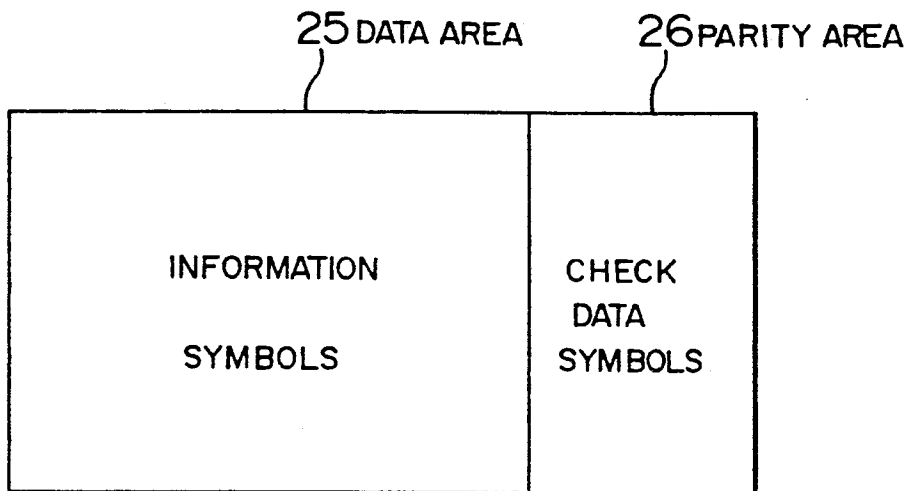 25 DATA AREA
26 PARITY AREA
INFORMATION
SYMBOLS
CHECK
DATA
SYMBOLS